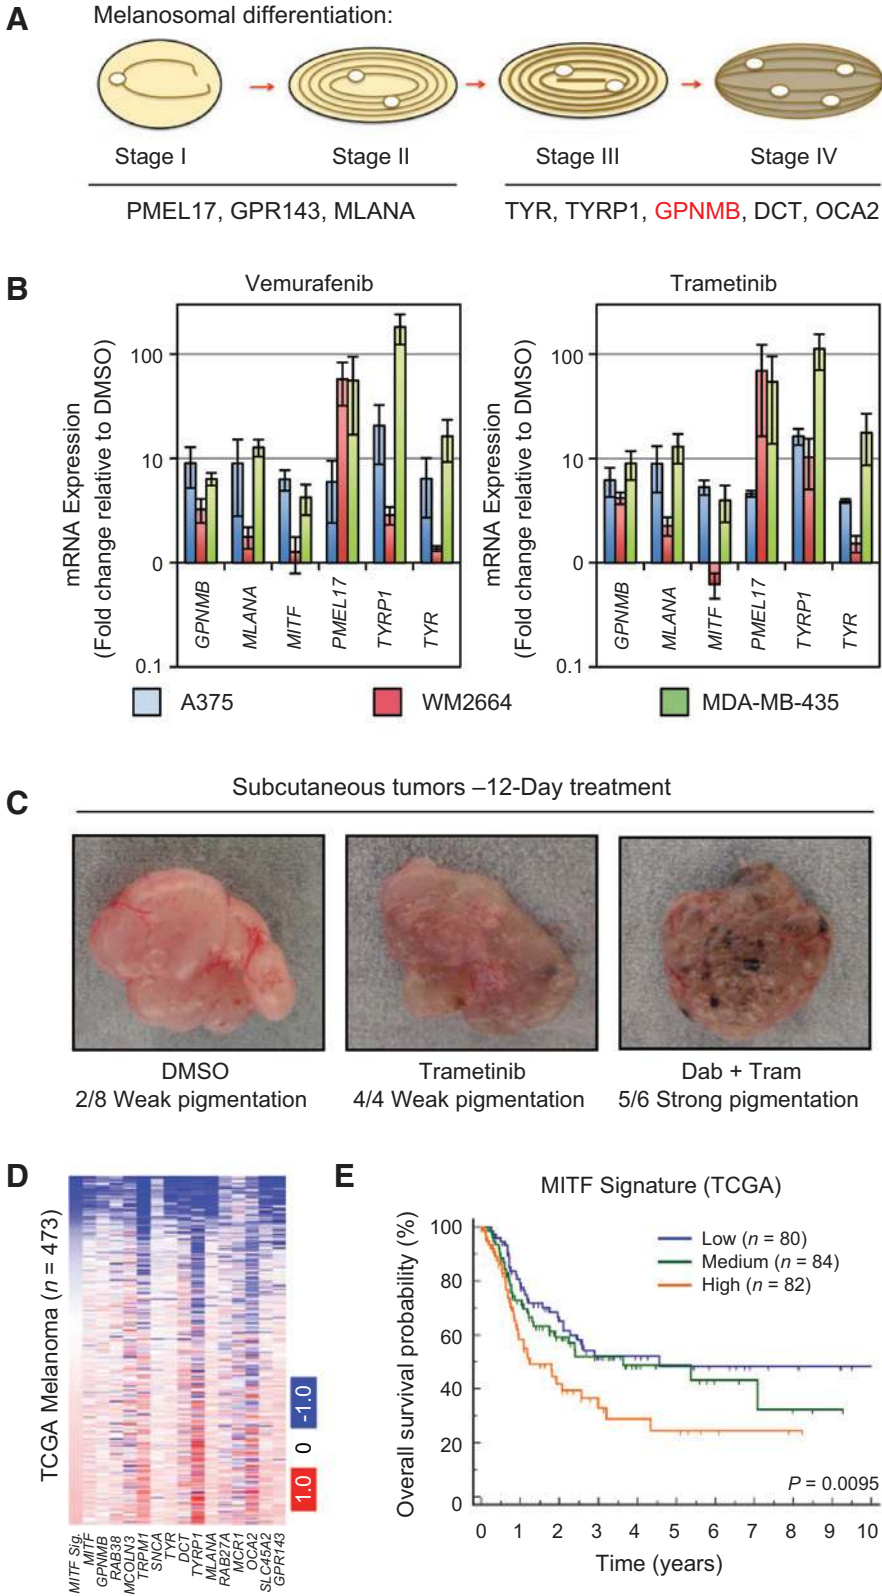 A
Melanosomal differentiation:
Stage I
Stage II
Stage III
Stage IV
PMEL17, GPR143, MLANA
TYR, TYRP1, GPNMB, DCT, OCA2
B
Vemurafenib
mRNA Expression
(Fold change relative to DMSO)
100
10
0
0.1
GPNMB
MLANA
MITF
PMEL17
TYRP1
TYR
Trametinib
mRNA Expression
(Fold change relative to DMSO)
100
10
0
0.1
GPNMB
MLANA
MITF
PMEL17
TYRP1
TYR
A375
WM2664
MDA-MB-435
C
Subcutaneous tumors –12-Day treatment
DMSO
2/8 Weak pigmentation
Trametinib
4/4 Weak pigmentation
Dab + Tram
5/6 Strong pigmentation
D
TCGA Melanoma (n = 473)
-1.0
0
1.0
MITF Sig.
MITF
GPNMB
RAB38
MCOLN3
TRPM1
SNCA
TYR
DCT
TYRP1
MLANA
RAB27A
MCR1
OCA2
SLC45A2
GPR143
E
MITF Signature (TCGA)
Overall survival probability (%)
100
80
60
40
20
0
Low (n = 80)
Medium (n = 84)
High (n = 82)
P = 0.0095
0 1 2 3 4 5 6 7 8 9 10
Time (years)